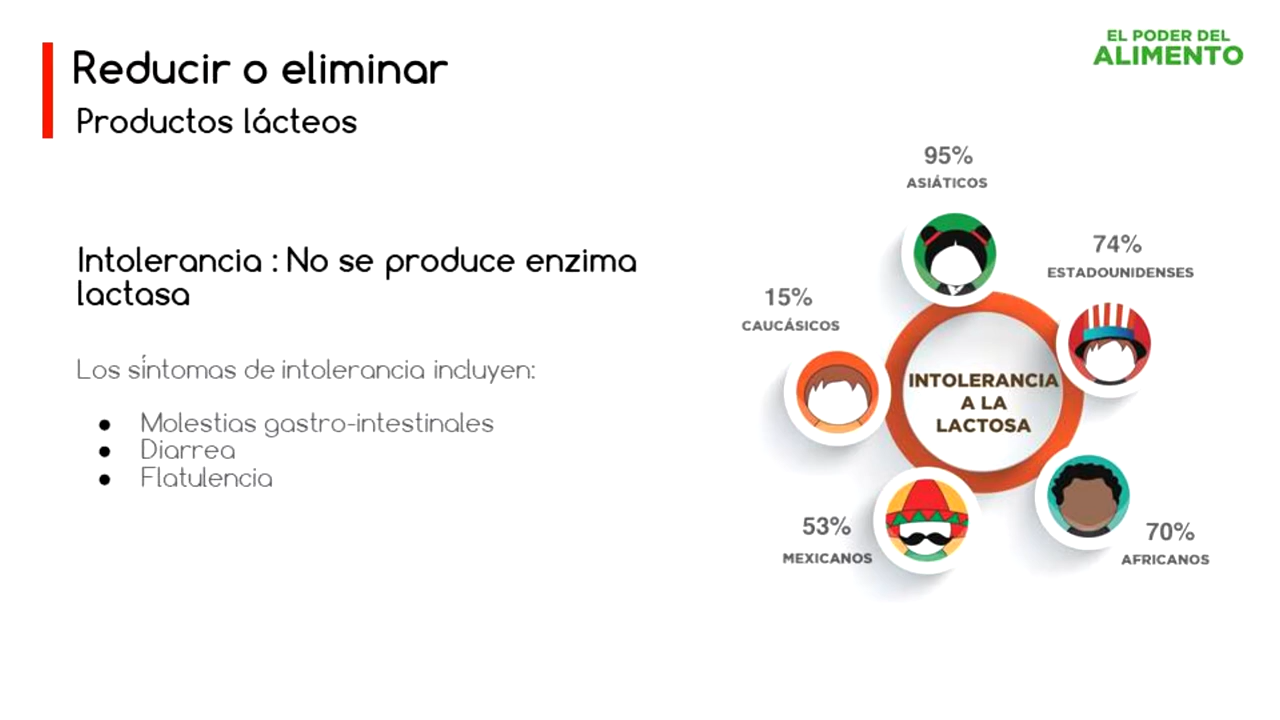 Reducir o eliminar
Productos lácteos
EL PODER DEL
ALIMENTO
Intolerancia : No se produce enzima
lactasa
Los síntomas de intolerancia incluyen:
● Molestias gastro-intestinales
● Diarrea
● Flatulencia
95%
ASIÁTICOS
74%
ESTADOUNIDENSES
15%
CAUCÁSICOS
INTOLERANCIA
A LA
LACTOSA
53%
MEXICANOS
70%
AFRICANOS